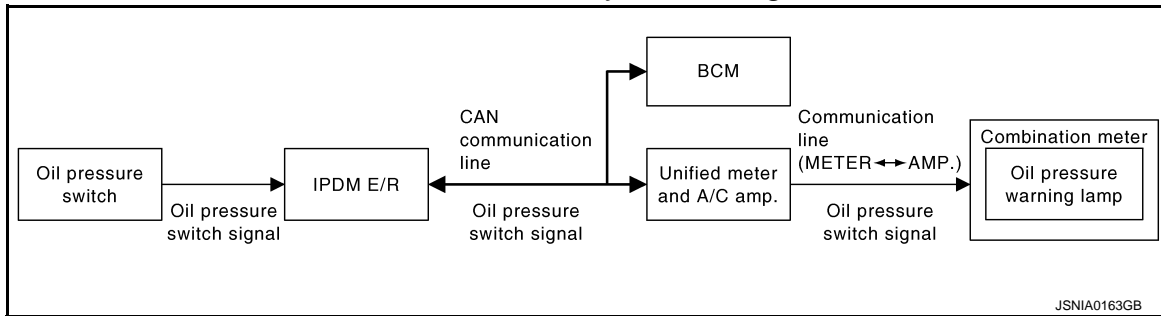 BCM
CAN
communication
line
Communication
line
(METER ↔ AMP.)
Combination meter
Oil pressure
switch
IPDM E/R
Unified meter
and A/C amp.
Oil pressure
warning lamp
Oil pressure
switch signal
Oil pressure
switch signal
Oil pressure
switch signal
JSNIA0163GB